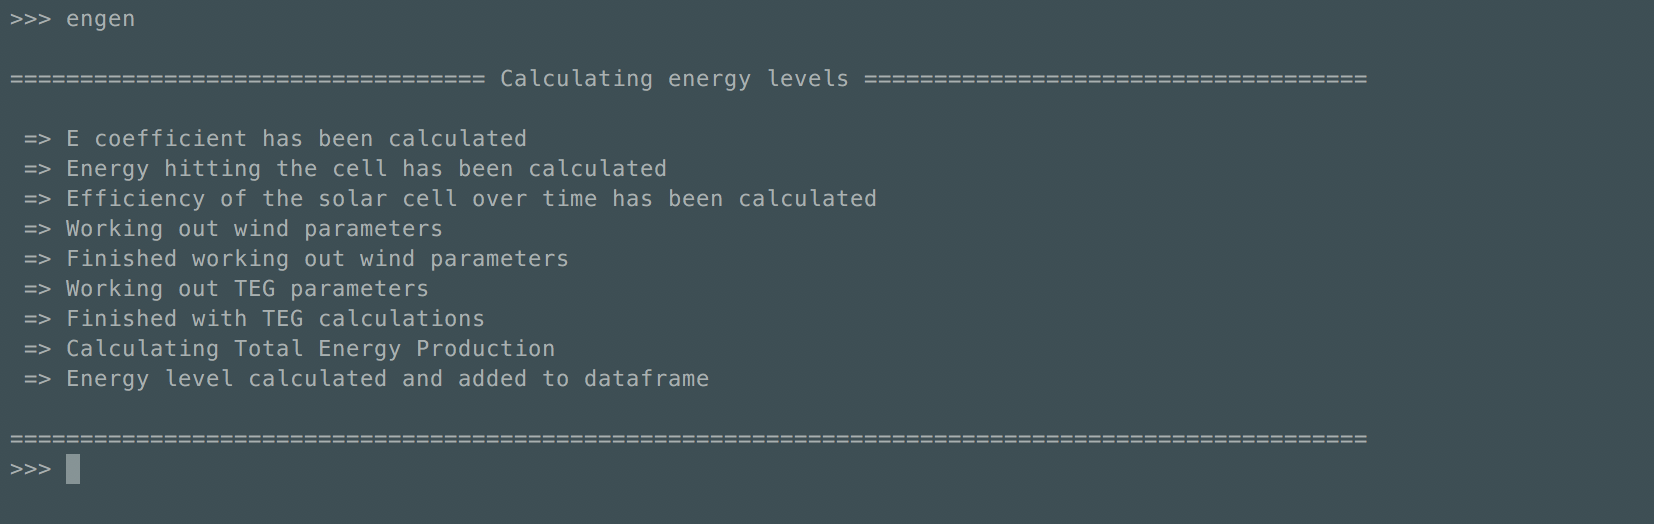 >>> engen
================================== Calculating energy levels ====================================
=> E coefficient has been calculated
=> Energy hitting the cell has been calculated
=> Efficiency of the solar cell over time has been calculated
=> Working out wind parameters
=> Finished working out wind parameters
=> Working out TEG parameters
=> Finished with TEG calculations
=> Calculating Total Energy Production
=> Energy level calculated and added to dataframe
=================================================================================================
>>>